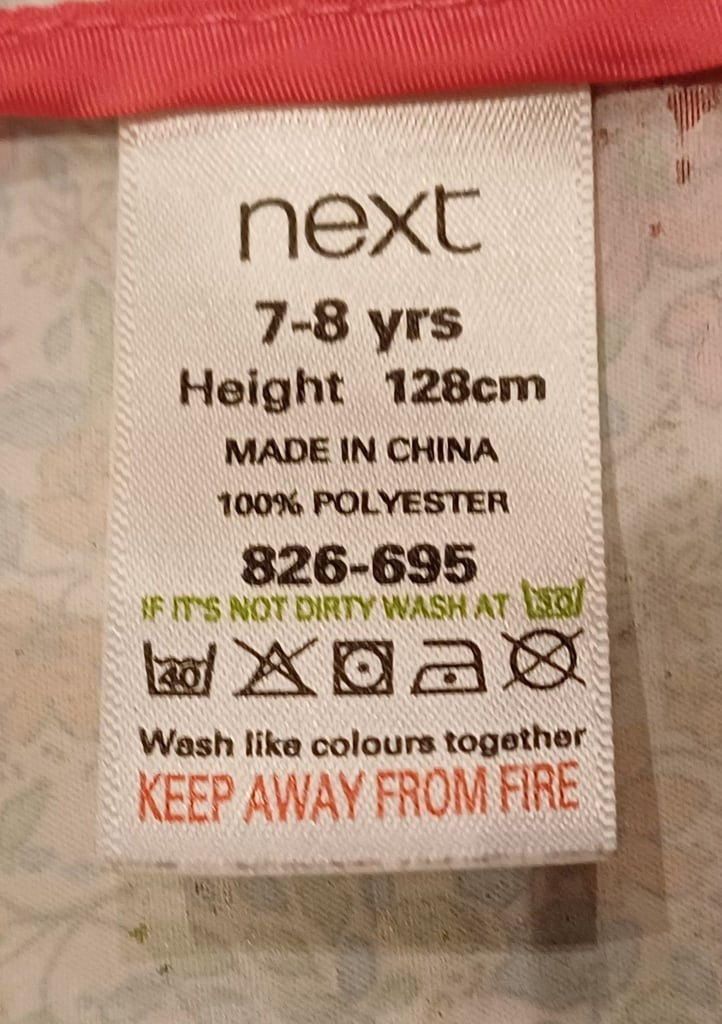 next
7-8 yrs
Height 128cm
MADE IN CHINA
100% POLYESTER
826-695
IF IT'S NOT DIRTY WASH AT 30
40
Wash like colours together
KEEP AWAY FROM FIRE